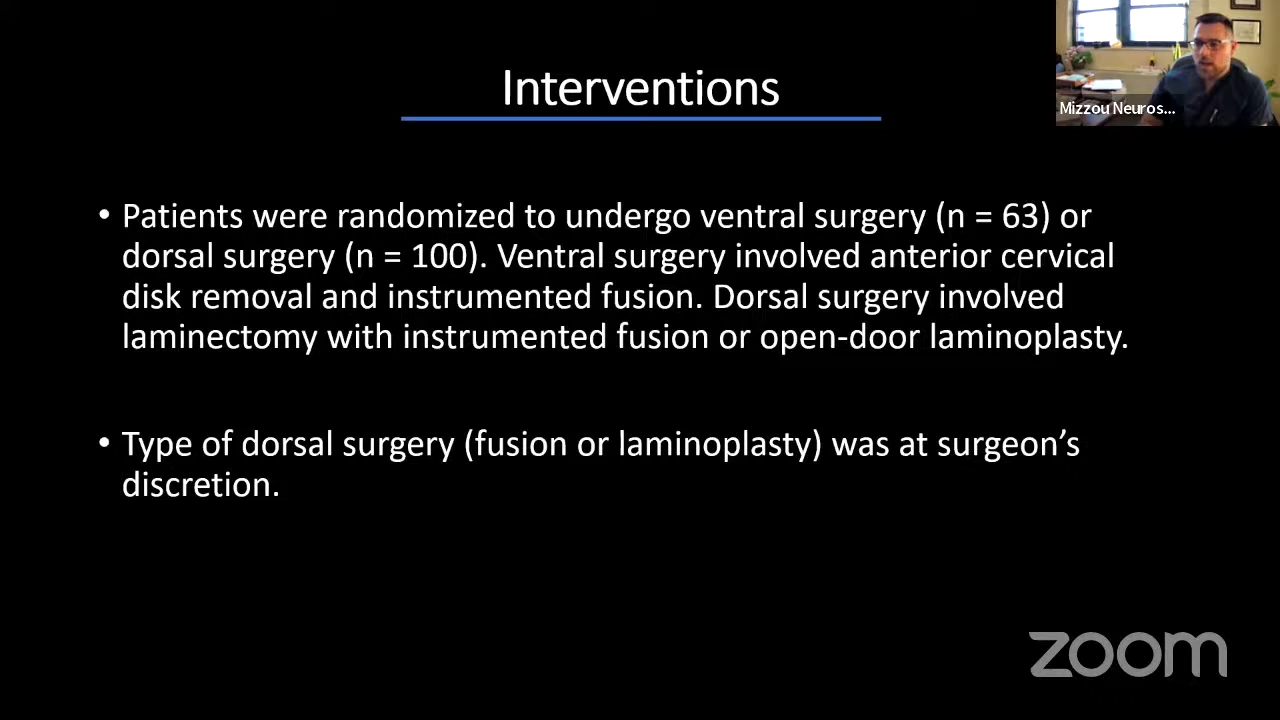 Interventions
Mizzou Neuros...
• Patients were randomized to undergo ventral surgery (n = 63) or
dorsal surgery (n = 100). Ventral surgery involved anterior cervical
disk removal and instrumented fusion. Dorsal surgery involved
laminectomy with instrumented fusion or open-door laminoplasty.
• Type of dorsal surgery (fusion or laminoplasty) was at surgeon’s
discretion.
zoom